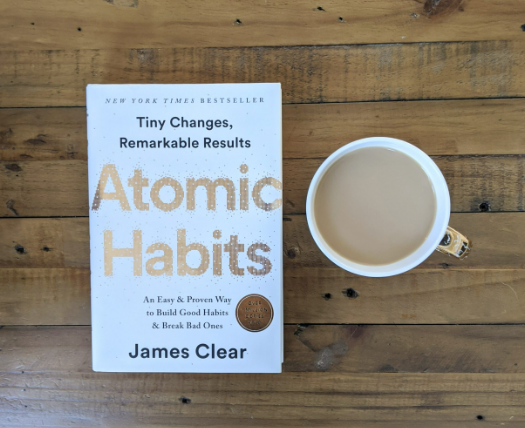 NEW YORK TIMES BESTSELLER
Tiny Changes,
Remarkable Results
Atomic
Habits
An Easy & Proven Way
to Build Good Habits
& Break Bad Ones
James Clear